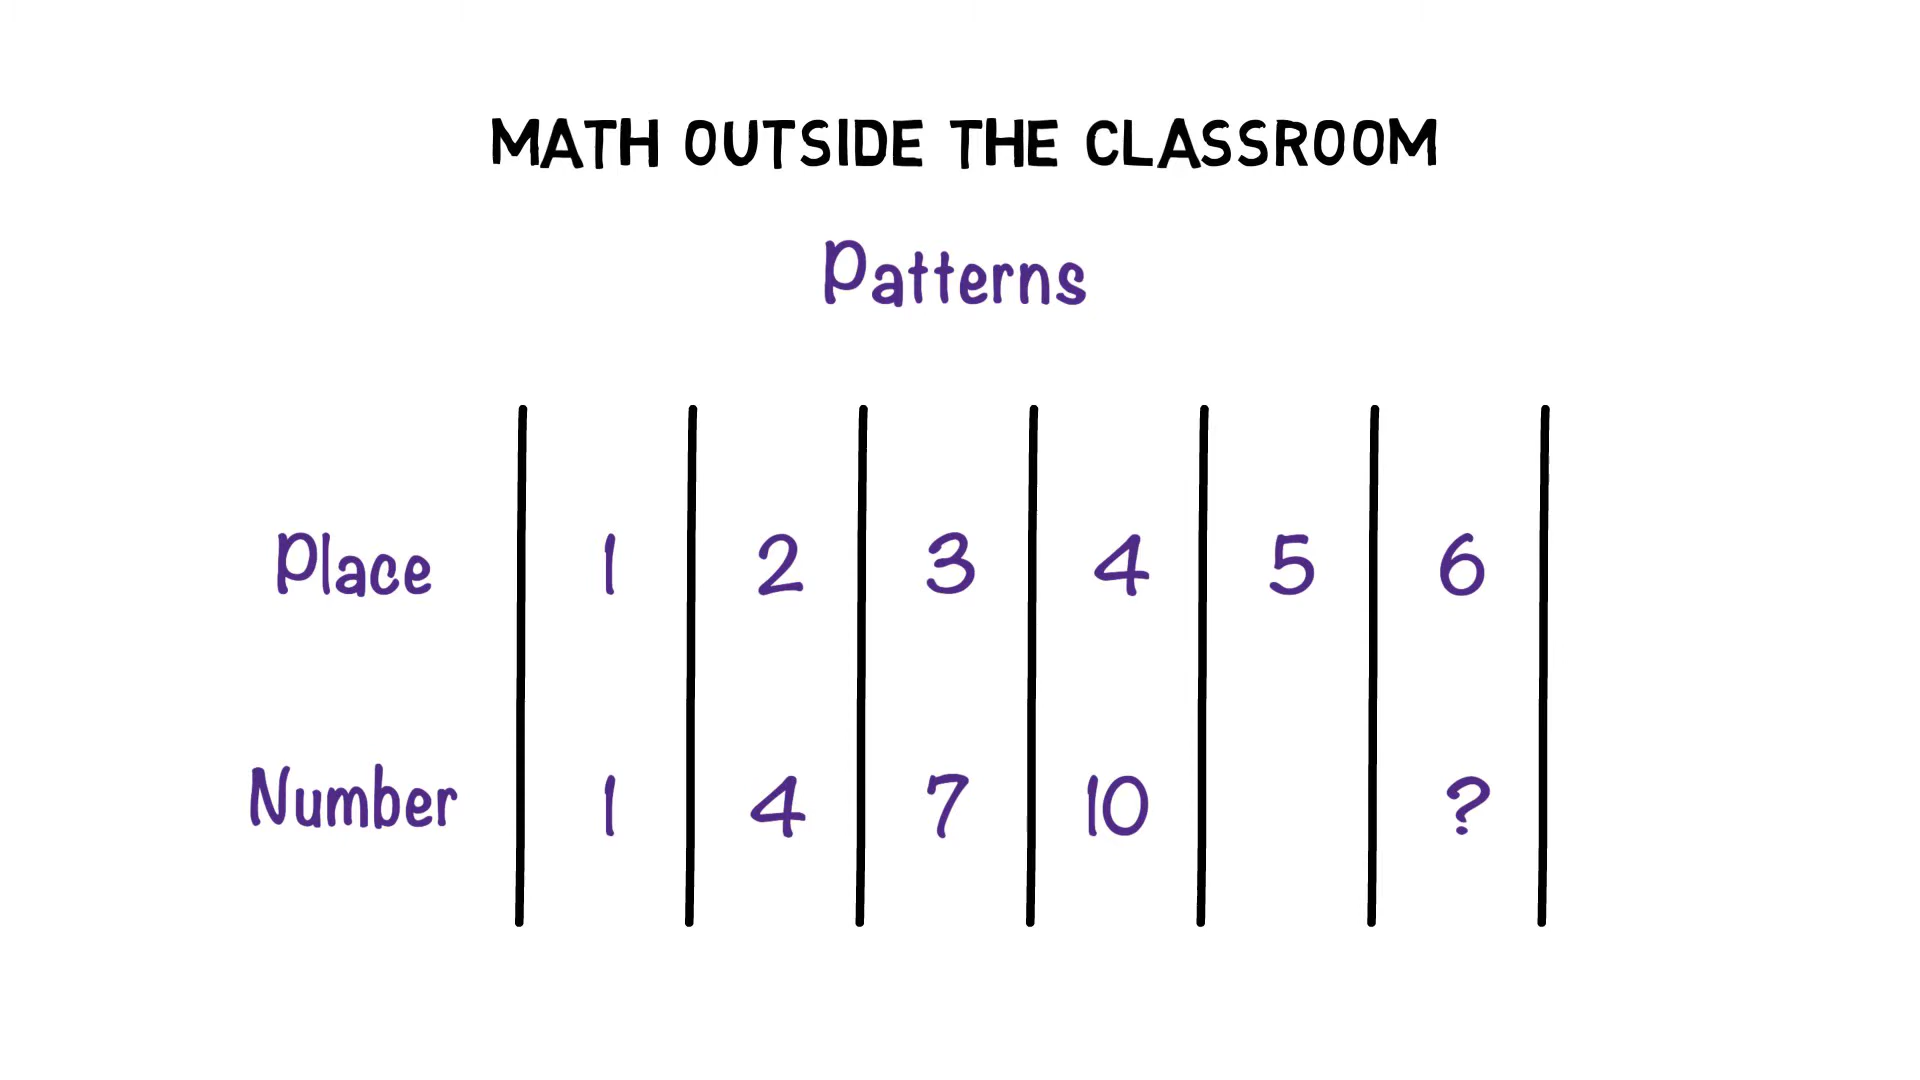 MATH OUTSIDE THE CLASSROOM
Patterns
Place 1 2 3 4 5 6
Number 1 4 7 10 ?